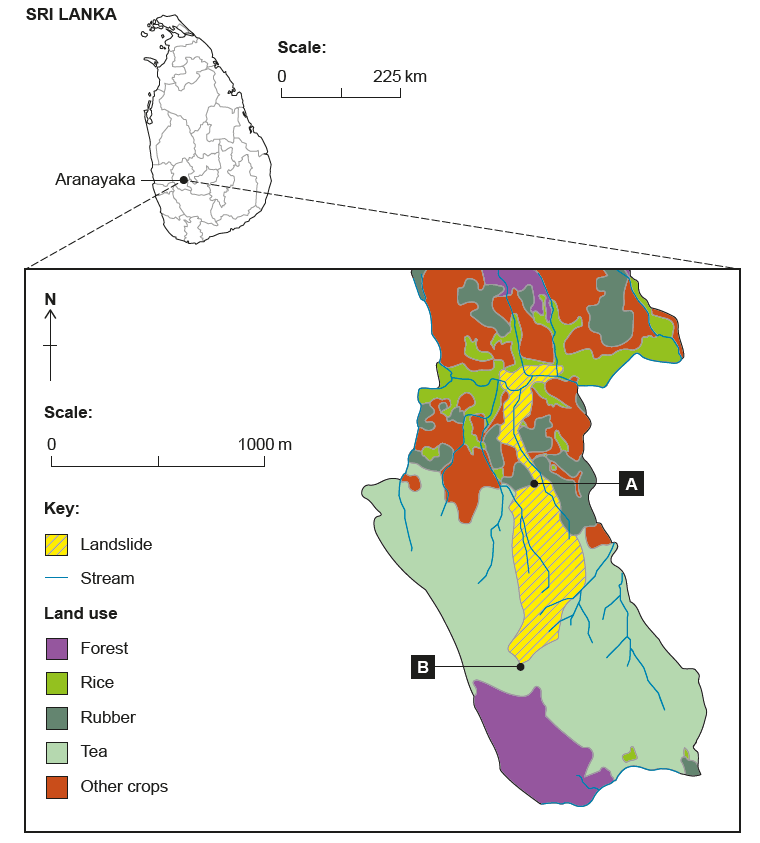 SRI LANKA
Scale:
0 225 km
Aranayaka
N
Scale:
0 1000 m
A
Key:
Landslide
Stream
Land use
Forest
B
Rice
Rubber
Tea
Other crops